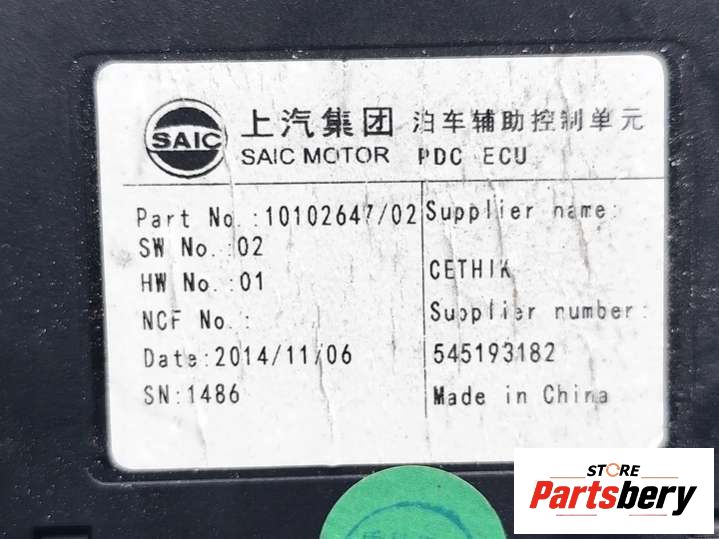 SAIC
上汽集团
SAIC MOTOR
泊车辅助控制单元
PDC ECU
Part No.:10102647/02
SW No.:02
HW No.:01
NCF No.:
Date:2014/11/06
SN:1486
Supplier name:
CETHIK
Supplier number:
545193182
Made in China
STORE
Partsbery